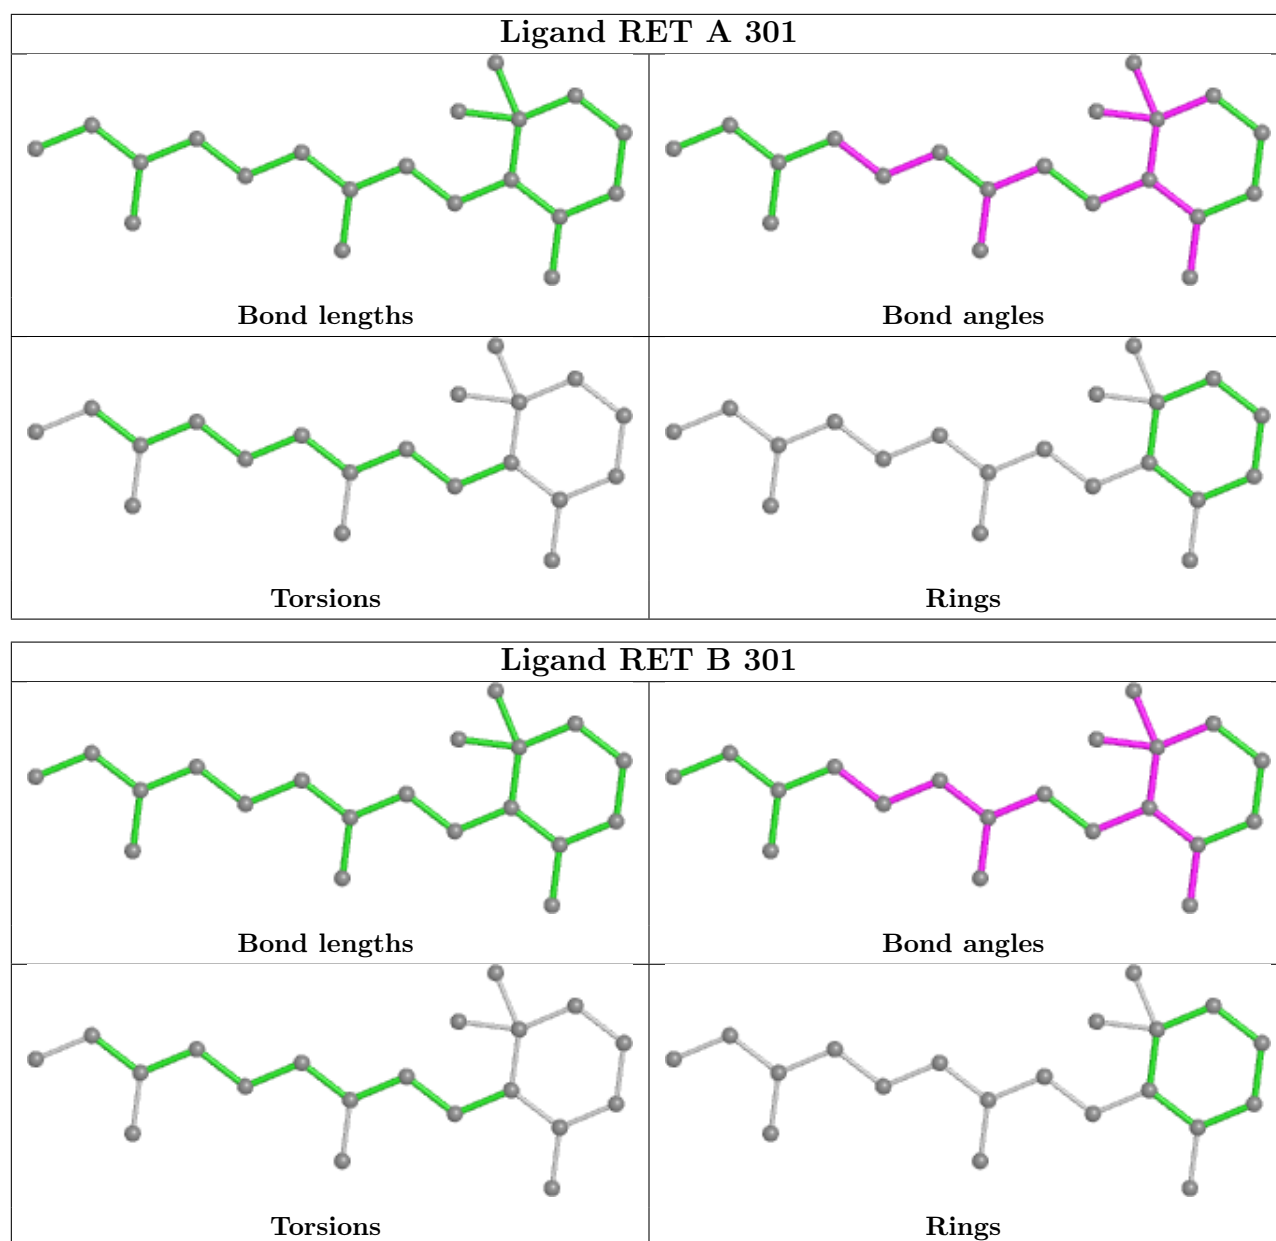 Ligand RET A 301
Bond lengths
Bond angles
Torsions
Rings
Ligand RET B 301
Bond lengths
Bond angles
Torsions
Rings